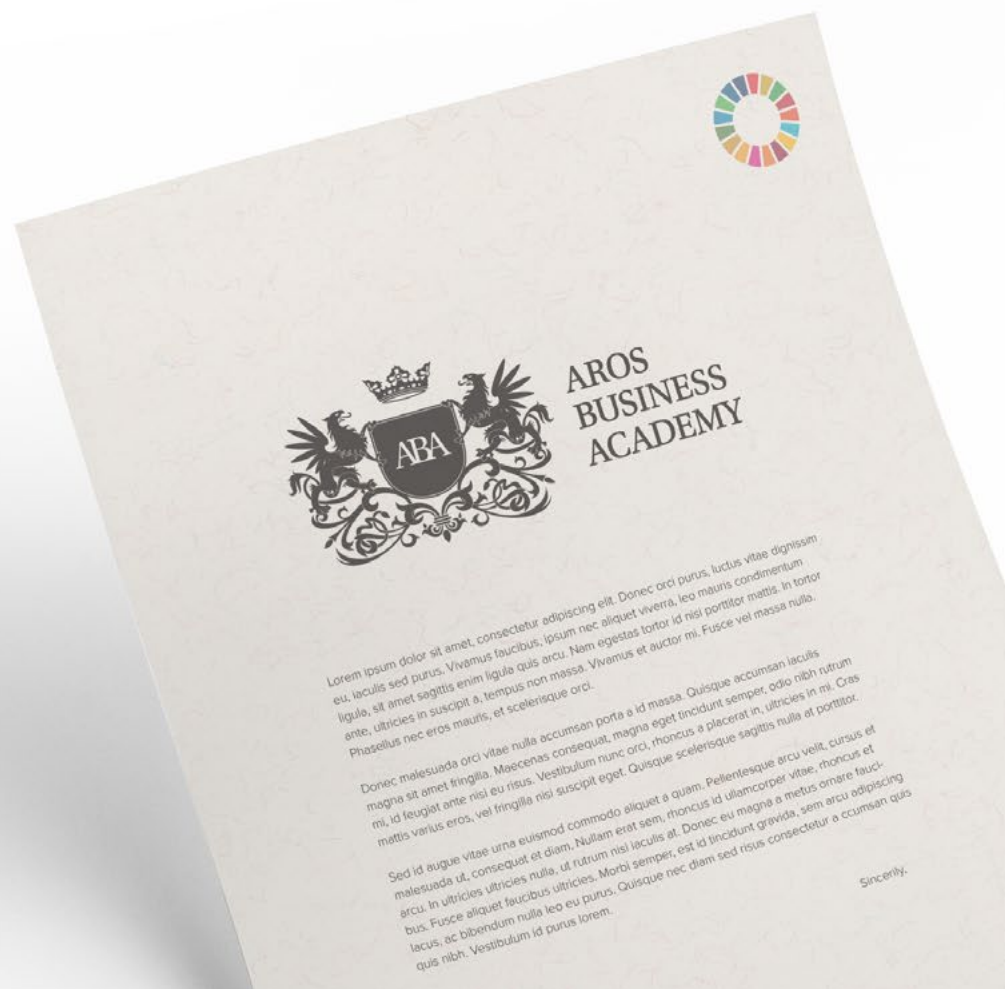 ABA
AROS
BUSINESS
ACADEMY
Lorem ipsum dolor sit amet, consectetur adipiscing elit. Donec orci purus, luctus vitae dignissim
eu, iaculis sed purus. Vivamus faucibus, ipsum nec aliquet viverra, leo mauris condimentum
ligula, sit amet sagittis enim ligula quis arcu. Nam egestas tortor id nisi porttitor mattis. In tortor
ante, ultricies in suscipit a, tempus non massa. Vivamus et auctor mi. Fusce vel massa nulla.
Phasellus nec eros mauris, et scelerisque orci.
Donec malesuada orci vitae nulla accumsan porta a id massa. Quisque accumsan iaculis
magna sit amet fringilla. Maecenas consequat, magna eget tincidunt semper, odio nibh rutrum
mi, id feugiat ante nisi eu risus. Vestibulum nunc orci, rhoncus a placerat in, ultricies in mi. Cras
mattis varius eros, vel fringilla nisi suscipit eget. Quisque scelerisque sagittis nulla at porttitor.
Sed id augue vitae urna euismod commodo aliquet a quam. Pellentesque arcu velit, cursus et
malesuada ut, consequat et diam. Nullam erat sem, rhoncus id ullamcorper vitae, rhoncus et
arcu. In ultricies ultricies nulla, ut rutrum nisi iaculis at. Donec eu magna a metus ornare fauci-
bus. Fusce aliquet faucibus ultricies. Morbi semper, est id tincidunt gravida, sem arcu adipiscing
lacus, ac bibendum nulla leo eu purus. Quisque nec diam sed risus consectetur a ccumsan quis
quis nibh. Vestibulum id purus lorem.
Sincerily,